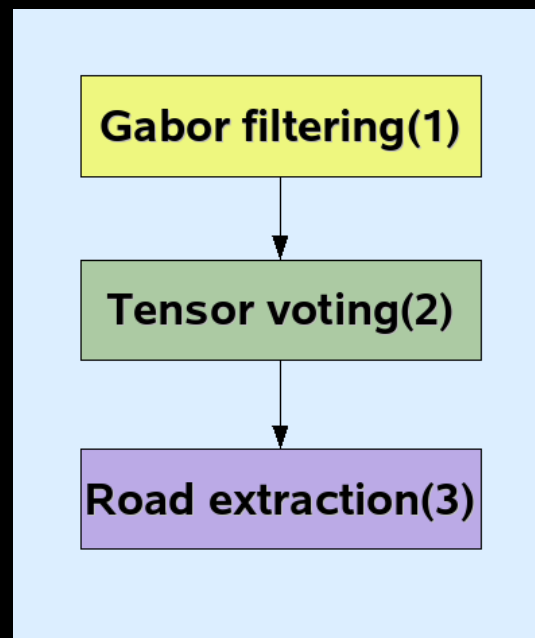 Gabor filtering(1)
Tensor voting(2)
Road extraction(3)